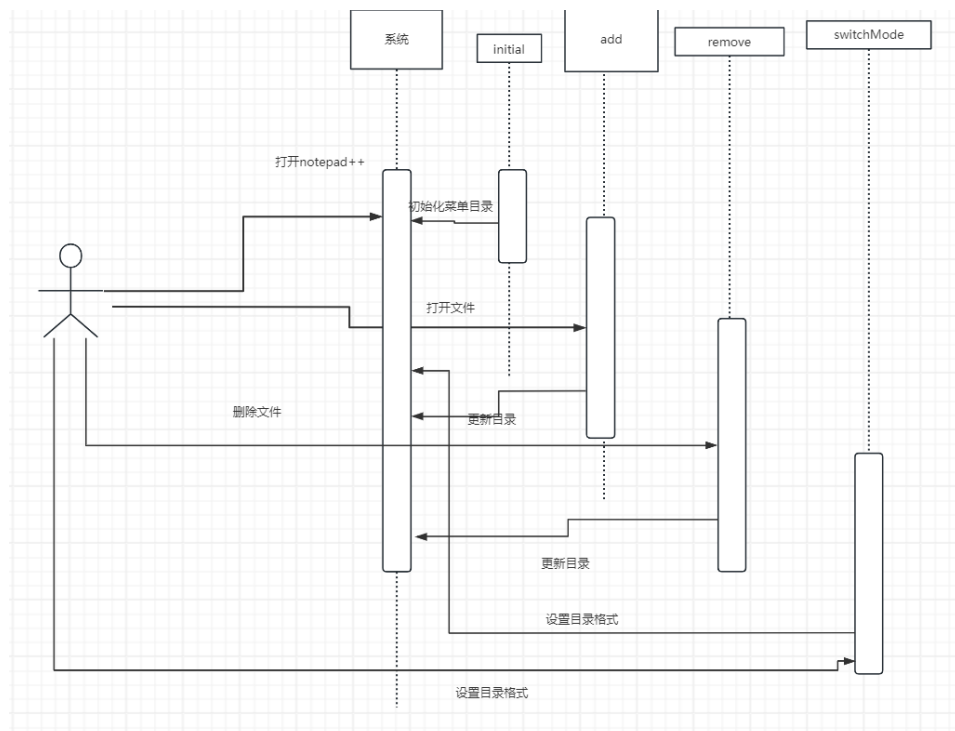 系统
initial
add
remove
switchMode
打开notepad++
初始化菜单目录
打开文件
删除文件
更新目录
更新目录
设置目录格式
设置目录格式